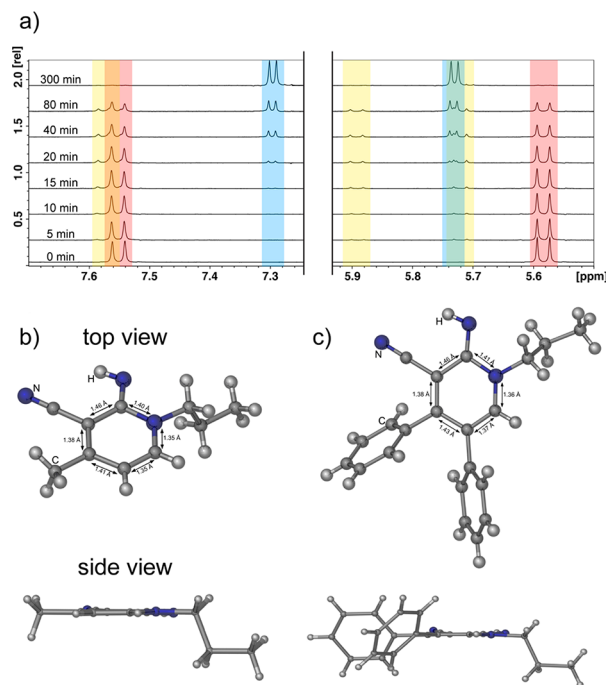 a)
2.0 [rel]
1.5
1.0
0.5
300 min
80 min
40 min
20 min
15 min
10 min
5 min
0 min
7.6 7.5 7.4 7.3 5.9 5.8 5.7 5.6 [ppm]
b) top view
c)
H
N
1.46 Å
1.40 Å
1.38 Å
1.35 Å
C
1.41 Å
1.35 Å
H
N
1.46 Å
1.41 Å
1.38 Å
1.36 Å
C
1.43 Å
1.37 Å
side view